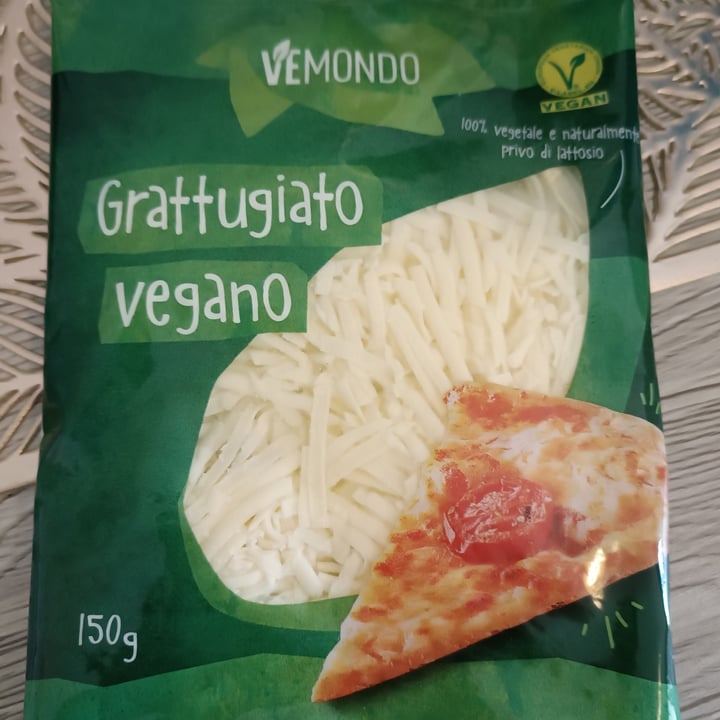 VEMONDO
VEGAN
100% vegetale e naturalmente
privo di lattosio
Grattugiato
vegano
150g